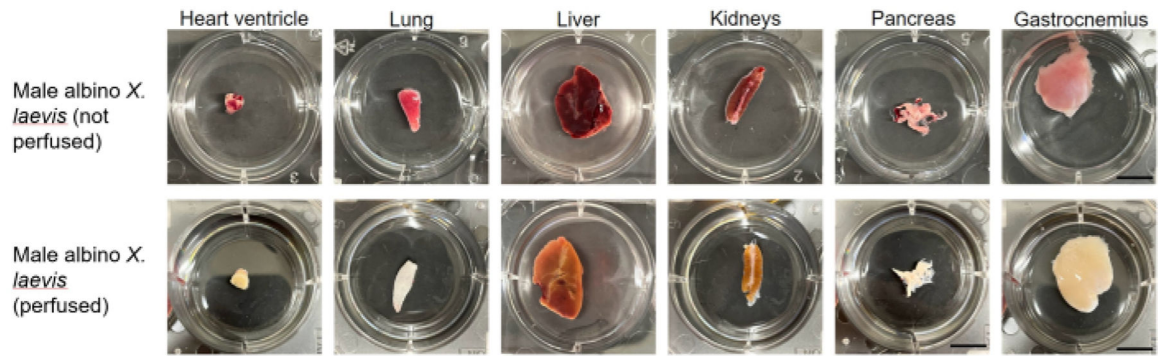 Heart ventricle Lung Liver Kidneys Pancreas Gastrocnemius
Male albino X.
laevis (not
perfused)
Male albino X.
laevis
(perfused)